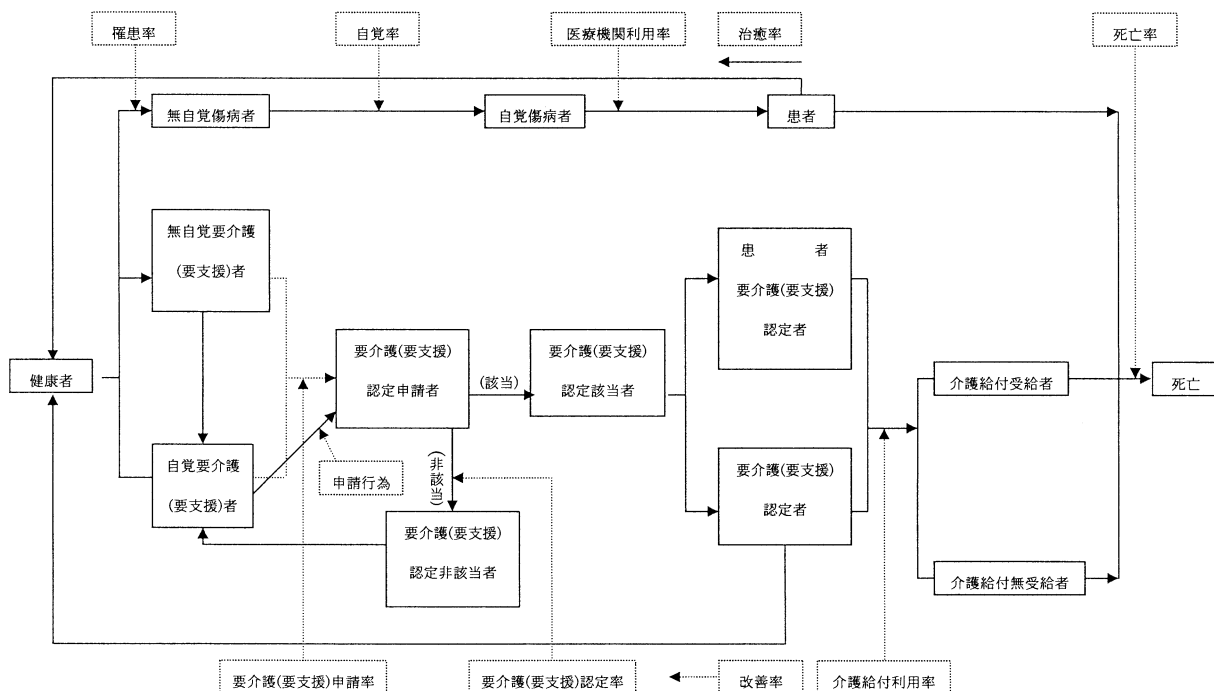 罹患率
自覚率
医療機関利用率
治癒率
死亡率
無自覚傷病者
自覚傷病者
患者
無自覚要介護
(要支援)者
患 者
要介護(要支援)
認定者
健康者
要介護(要支援)
認定申請者
(該当)
要介護(要支援)
認定該当者
介護給付受給者
死亡
自覚要介護
(要支援)者
申請行為
(非該当)
要介護(要支援)
認定者
要介護(要支援)
認定非該当者
介護給付無受給者
要介護(要支援)申請率
要介護(要支援)認定率
改善率
介護給付利用率